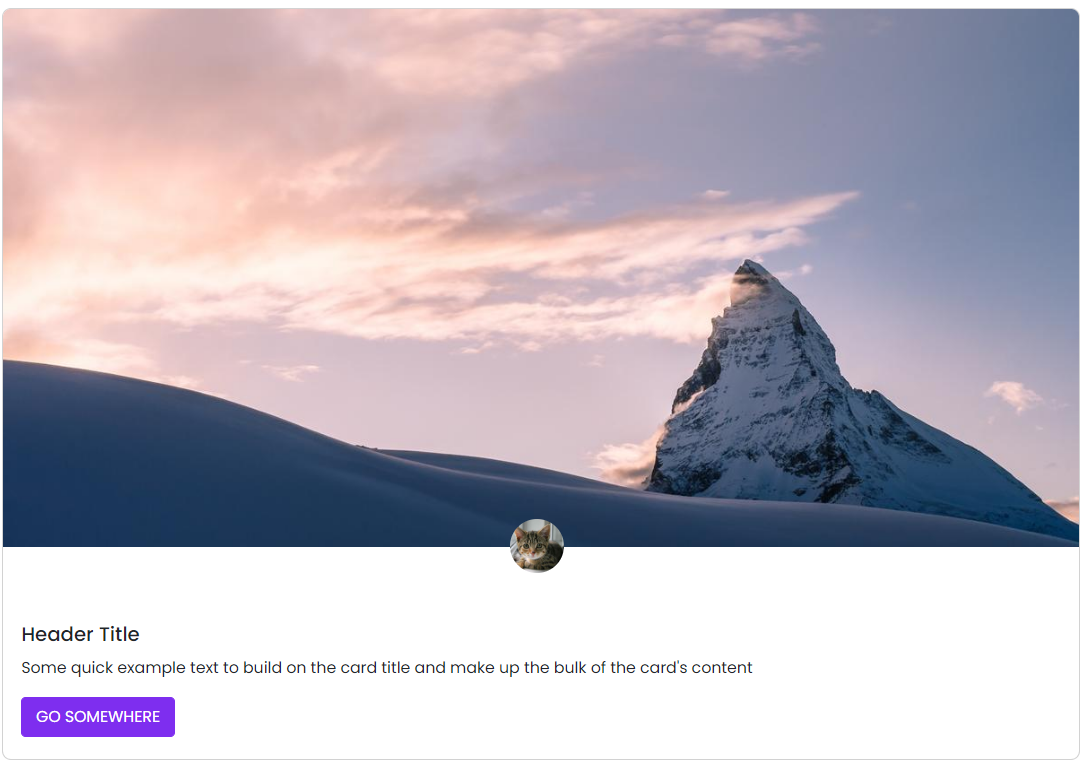 Header Title
Some quick example text to build on the card title and make up the bulk of the card's content
GO SOMEWHERE